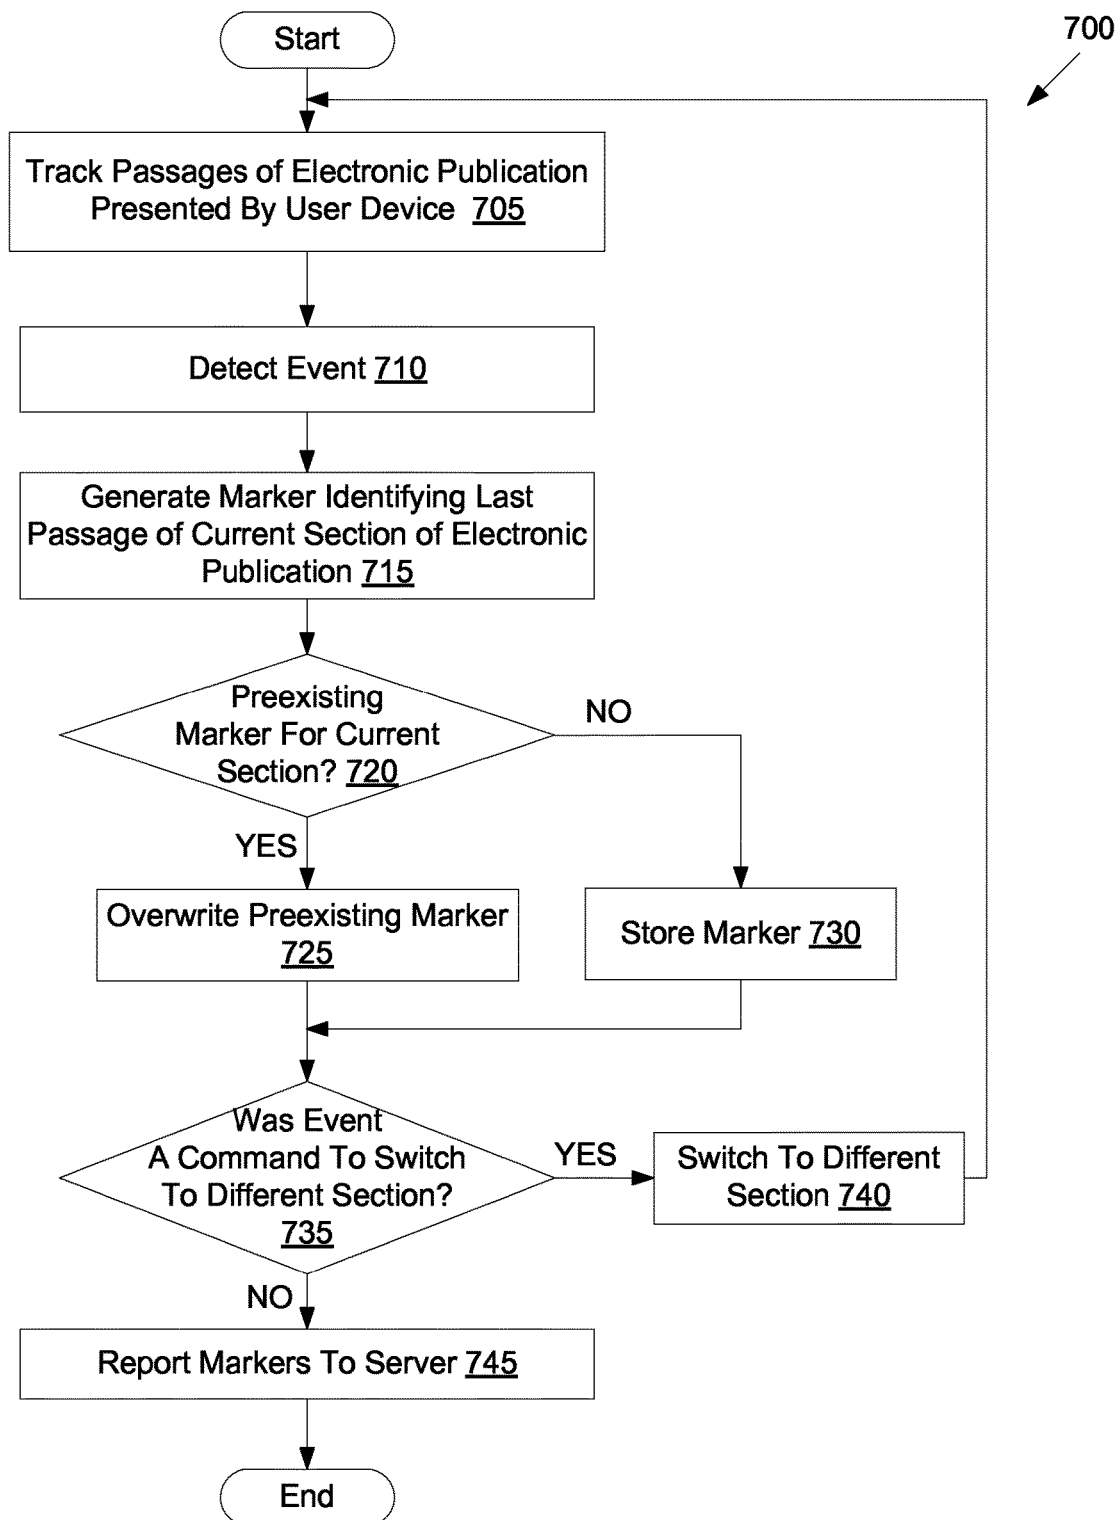 Start
700
Track Passages of Electronic Publication
Presented By User Device 705
Detect Event 710
Generate Marker Identifying Last
Passage of Current Section of Electronic
Publication 715
Preexisting
Marker For Current
Section? 720
NO
YES
Overwrite Preexisting Marker
725
Store Marker 730
Was Event
A Command To Switch
To Different Section?
735
YES
Switch To Different
Section 740
NO
Report Markers To Server 745
End